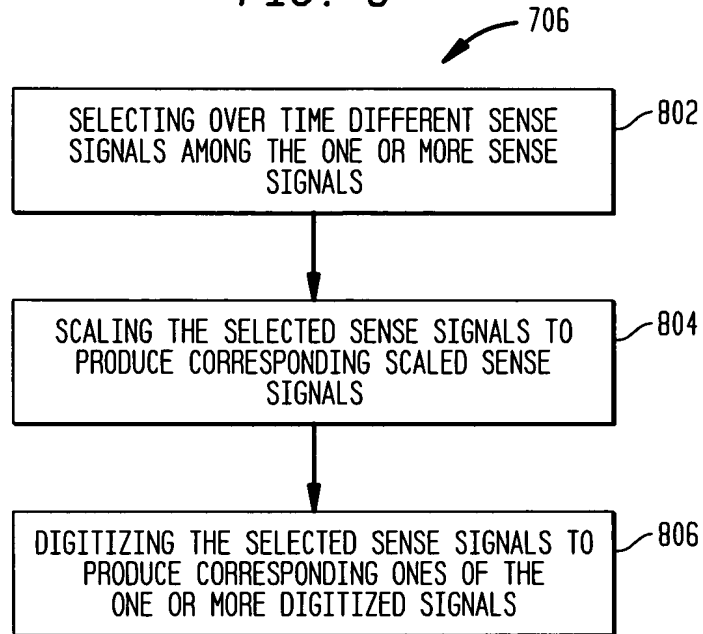 706
SELECTING OVER TIME DIFFERENT SENSE
SIGNALS AMONG THE ONE OR MORE SENSE
SIGNALS
802
SCALING THE SELECTED SENSE SIGNALS TO
PRODUCE CORRESPONDING SCALED SENSE
SIGNALS
804
DIGITIZING THE SELECTED SENSE SIGNALS TO
PRODUCE CORRESPONDING ONES OF THE
ONE OR MORE DIGITIZED SIGNALS
806